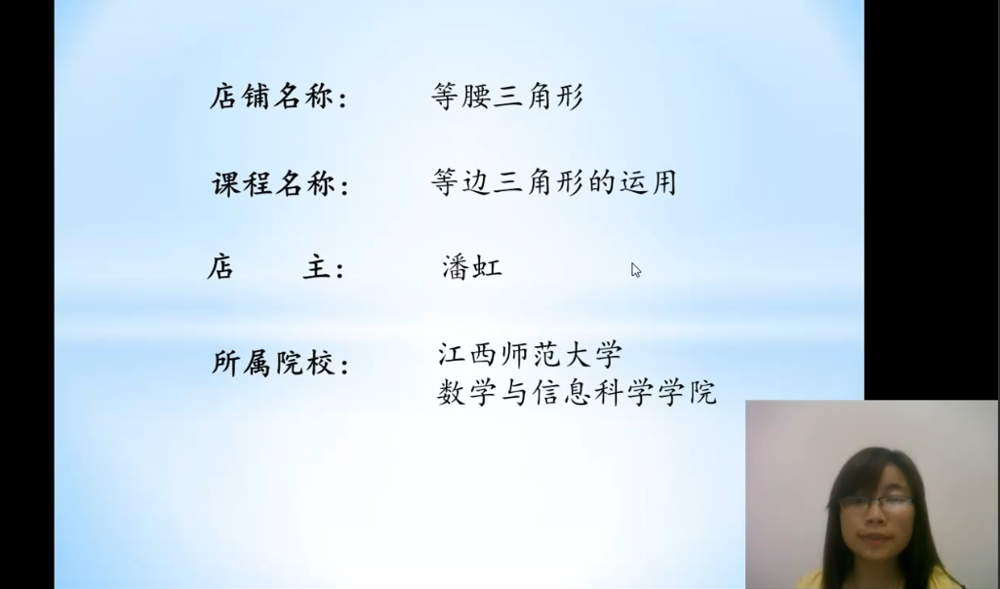 店铺名称： 等腰三角形
课程名称： 等边三角形的运用
店 主： 潘虹
所属院校： 江西师范大学
数学与信息科学学院